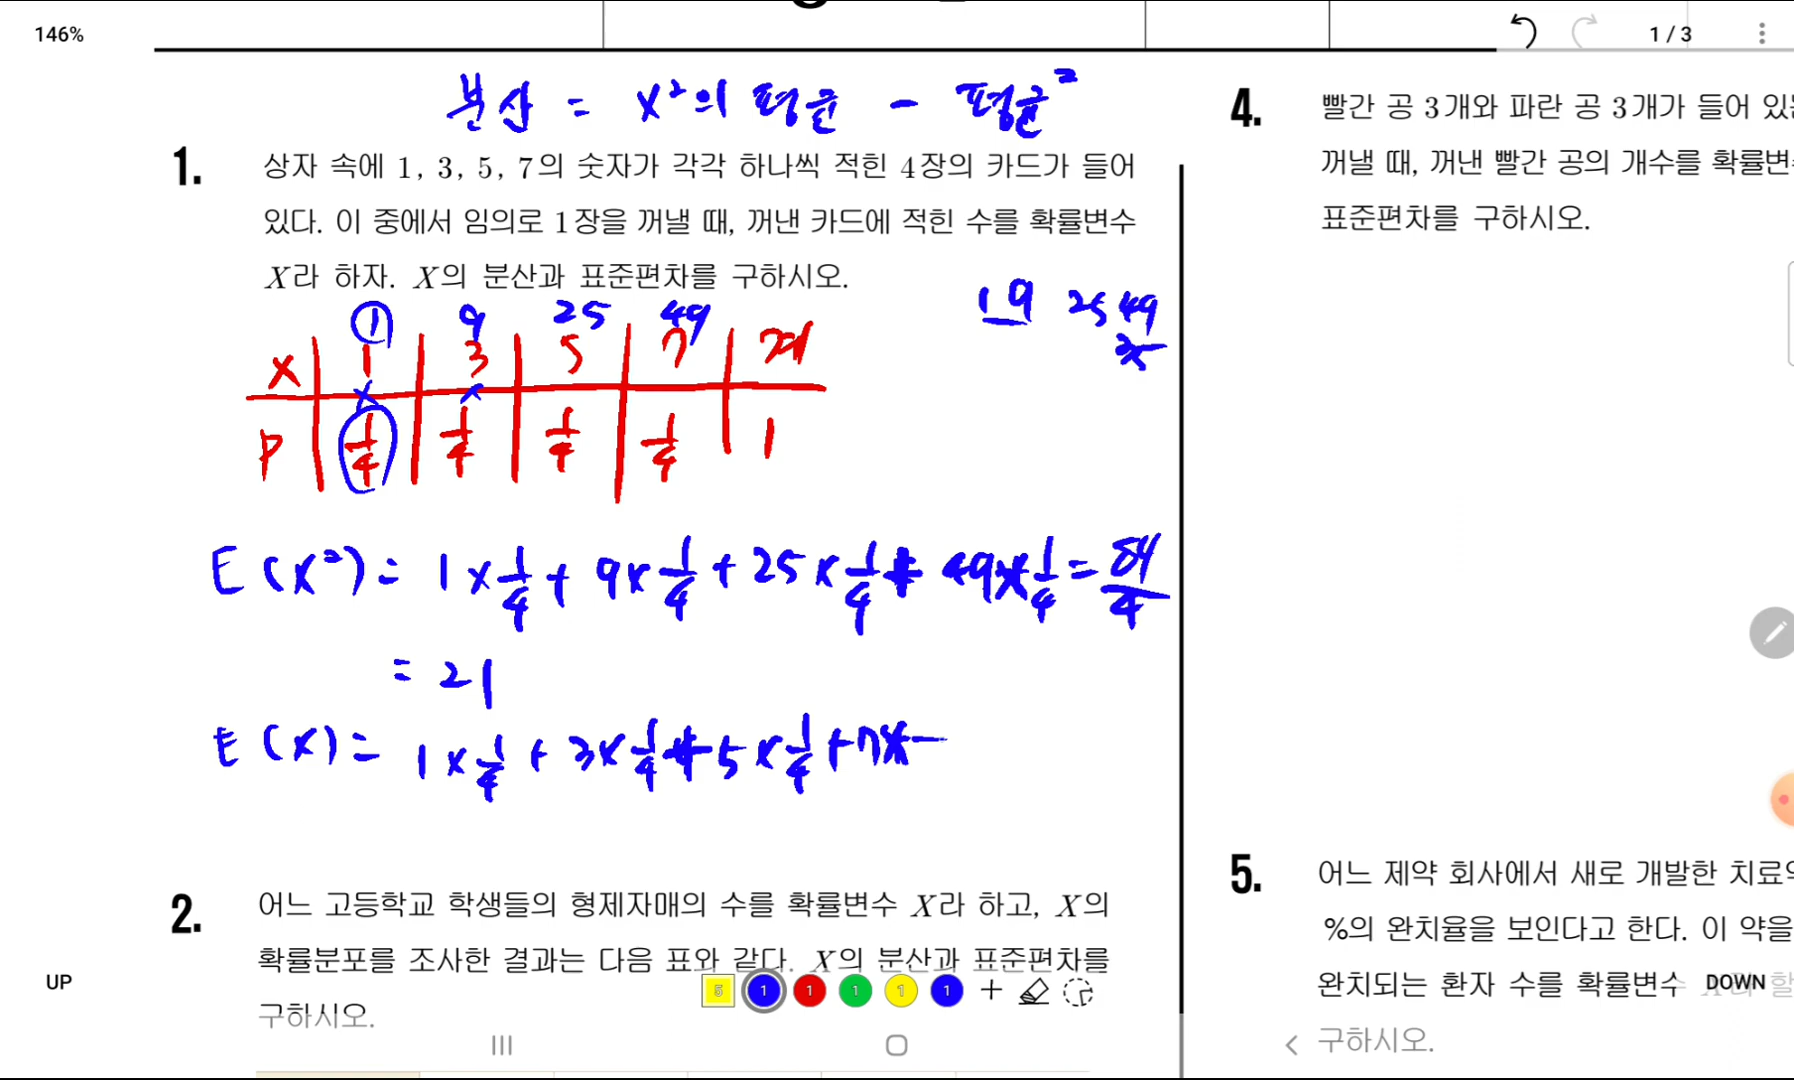 146%
1 / 3
분산 = x²의 평균 - 평균²
1.
상자 속에 1, 3, 5, 7의 숫자가 각각 하나씩 적힌 4장의 카드가 들어
있다. 이 중에서 임의로 1장을 꺼낼 때, 꺼낸 카드에 적힌 수를 확률변수
X라 하자. X의 분산과 표준편차를 구하시오.
1 9 25 49
1 9 25 49
X 1 3 5 7 계
× ×
P 1/4 1/4 1/4 1/4 1
E(X²) = 1 × 1/4 + 9 × 1/4 + 25 × 1/4 + 49 × 1/4 = 84/4
= 21
E(X) = 1 × 1/4 + 3 × 1/4 + 5 × 1/4 + 7 ×
2.
어느 고등학교 학생들의 형제자매의 수를 확률변수 X라 하고, X의
확률분포를 조사한 결과는 다음 표와 같다. X의 분산과 표준편차를
구하시오.
4.
빨간 공 3개와 파란 공 3개가 들어
꺼낼 때, 꺼낸 빨간 공의 개수를
표준편차를 구하시오.
5.
어느 제약 회사에서 새로 개발한
%의 완치율을 보인다고 한다. 이 약을
완치되는 환자 수를 확률변수
구하시오.
UP
DOWN
5 1 1 1 1 1